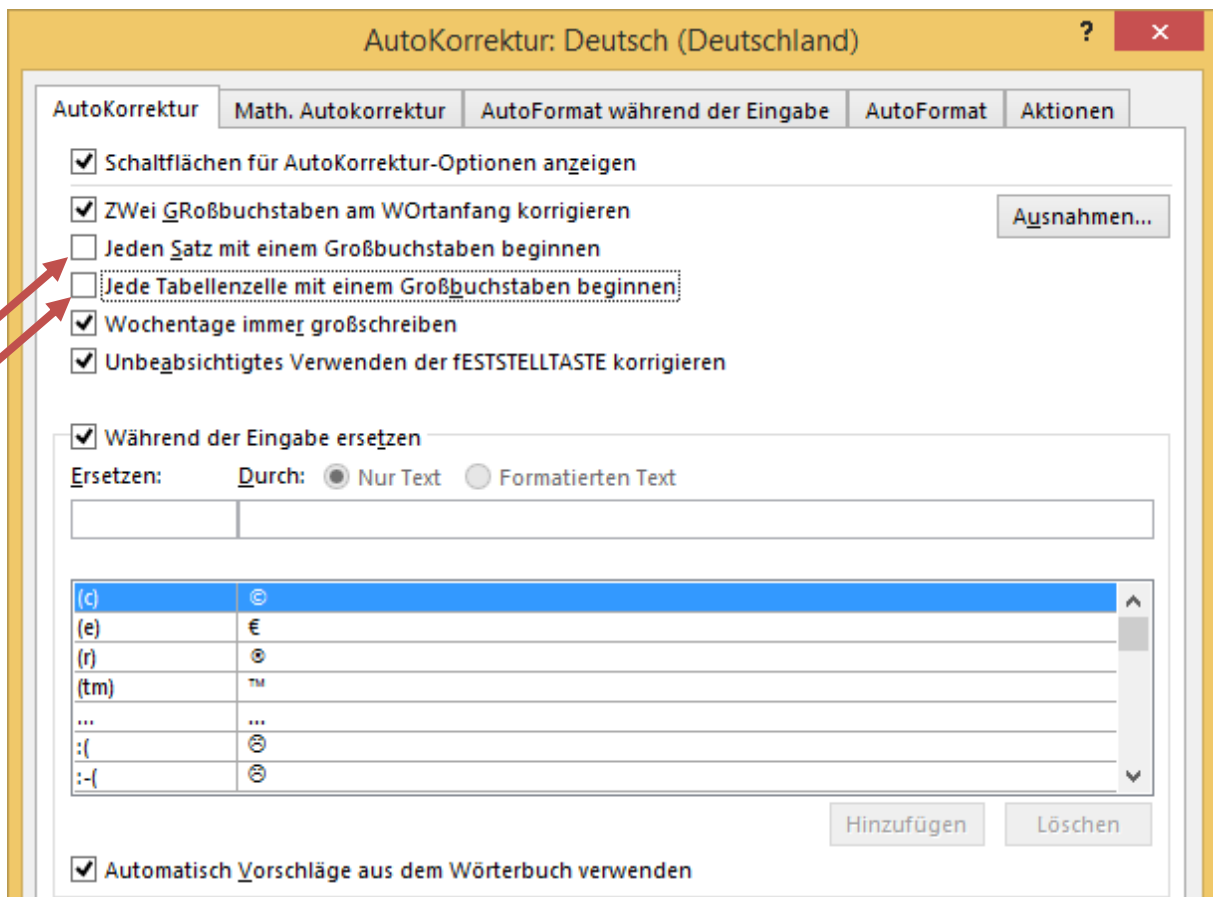 AutoKorrektur: Deutsch (Deutschland) ? ×
AutoKorrektur Math. Autokorrektur AutoFormat während der Eingabe AutoFormat Aktionen
Schaltflächen für AutoKorrektur-Optionen anzeigen
ZWei GRoßbuchstaben am WOrtanfang korrigieren
Ausnahmen...
Jeden Satz mit einem Großbuchstaben beginnen
Jede Tabellenzelle mit einem Großbuchstaben beginnen
Wochentage immer großschreiben
Unbeabsichtigtes Verwenden der fESTSTELLTASTE korrigieren
Während der Eingabe ersetzen
Ersetzen: Durch: Nur Text Formatierten Text
(c) ©
(e) €
(r) ®
(tm) ™
... ...
:( ☹
:-( ☹
Hinzufügen Löschen
Automatisch Vorschläge aus dem Wörterbuch verwenden